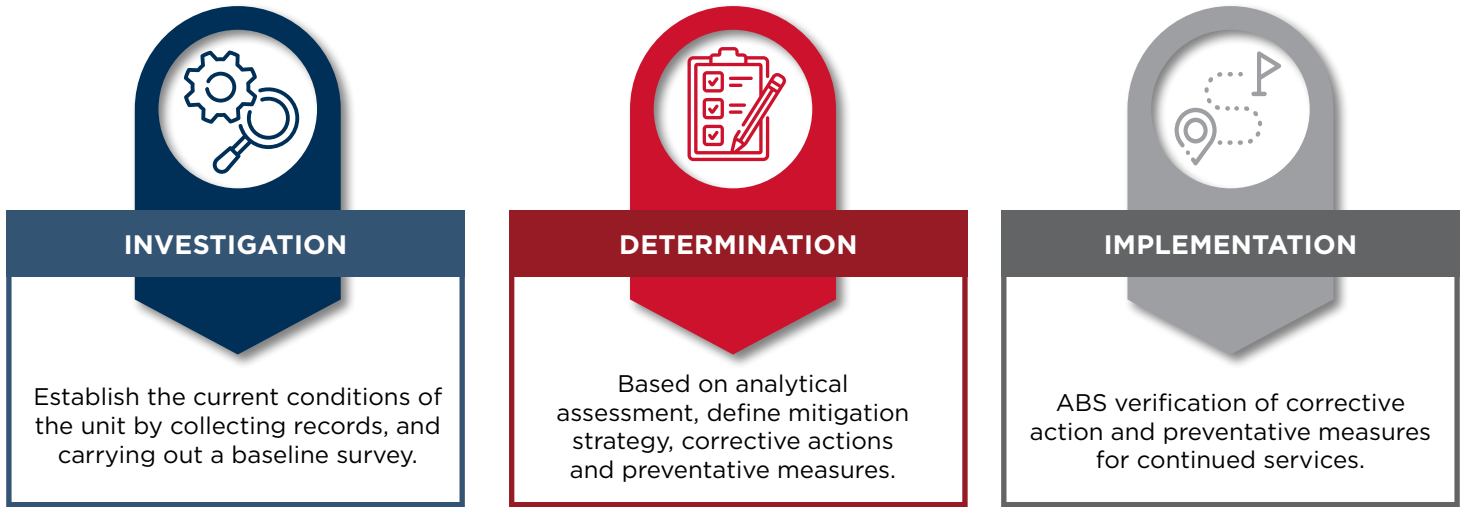 INVESTIGATION
Establish the current conditions of
the unit by collecting records, and
carrying out a baseline survey.
DETERMINATION
Based on analytical
assessment, define mitigation
strategy, corrective actions
and preventative measures.
IMPLEMENTATION
ABS verification of corrective
action and preventative measures
for continued services.